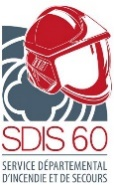 SDIS 60
SERVICE DÉPARTEMENTAL
D'INCENDIE ET DE SECOURS